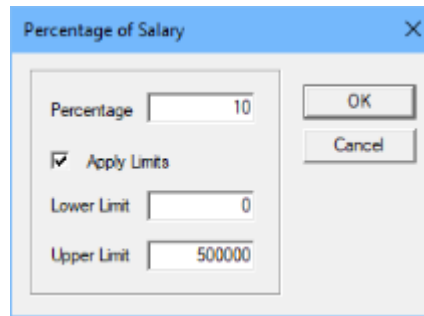 Percentage of Salary
Percentage 10
OK
Apply Limits
Cancel
Lower Limit 0
Upper Limit 500000